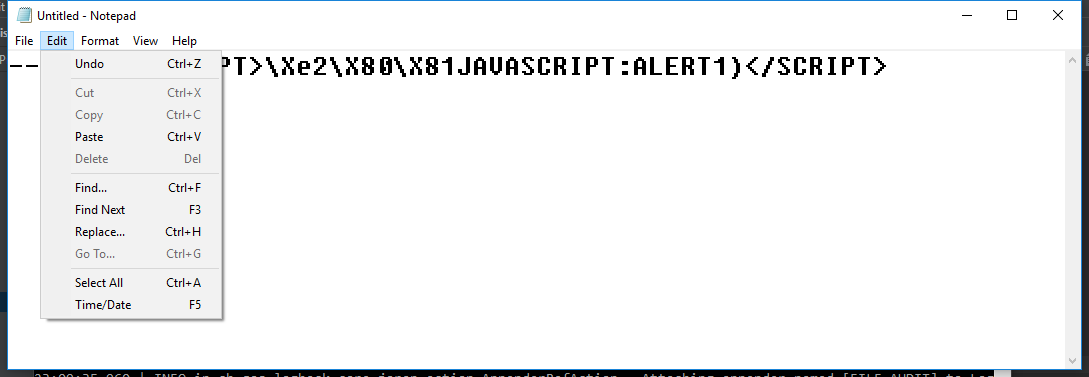 Untitled - Notepad
File Edit Format View Help
PT>\Xe2\X80\X81JAVASCRIPT:ALERT1)</SCRIPT>
Undo Ctrl+Z
Cut Ctrl+X
Copy Ctrl+C
Paste Ctrl+V
Delete Del
Find... Ctrl+F
Find Next F3
Replace... Ctrl+H
Go To... Ctrl+G
Select All Ctrl+A
Time/Date F5